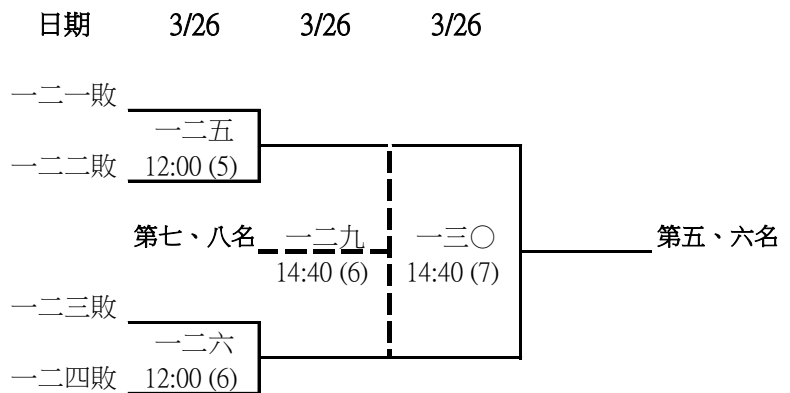 日期 3/26 3/26 3/26
一二一敗
一二五
一二二敗 12:00 (5)
第七、八名 一二九 一三〇 第五、六名
14:40 (6) 14:40 (7)
一二三敗
一二六
一二四敗 12:00 (6)